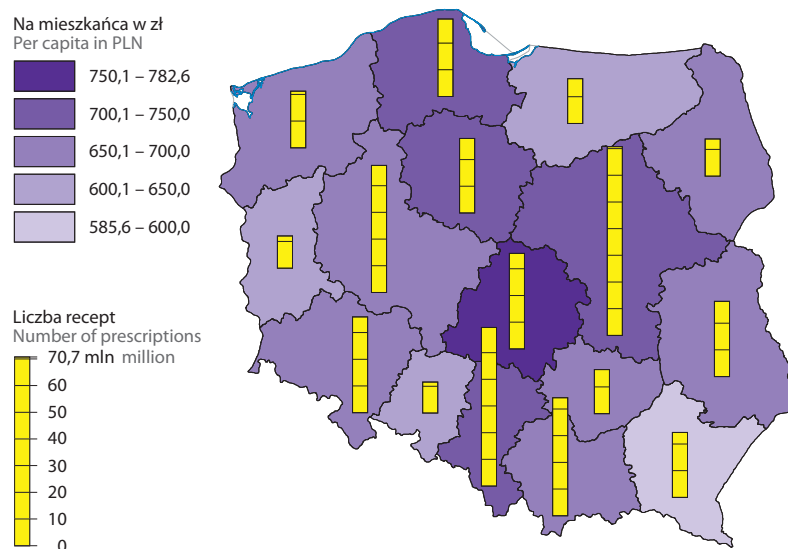 Na mieszkańca w zł
Per capita in PLN
750,1 – 782,6
700,1 – 750,0
650,1 – 700,0
600,1 – 650,0
585,6 – 600,0
Liczba recept
Number of prescriptions
70,7 mln million
60
50
40
30
20
10
0